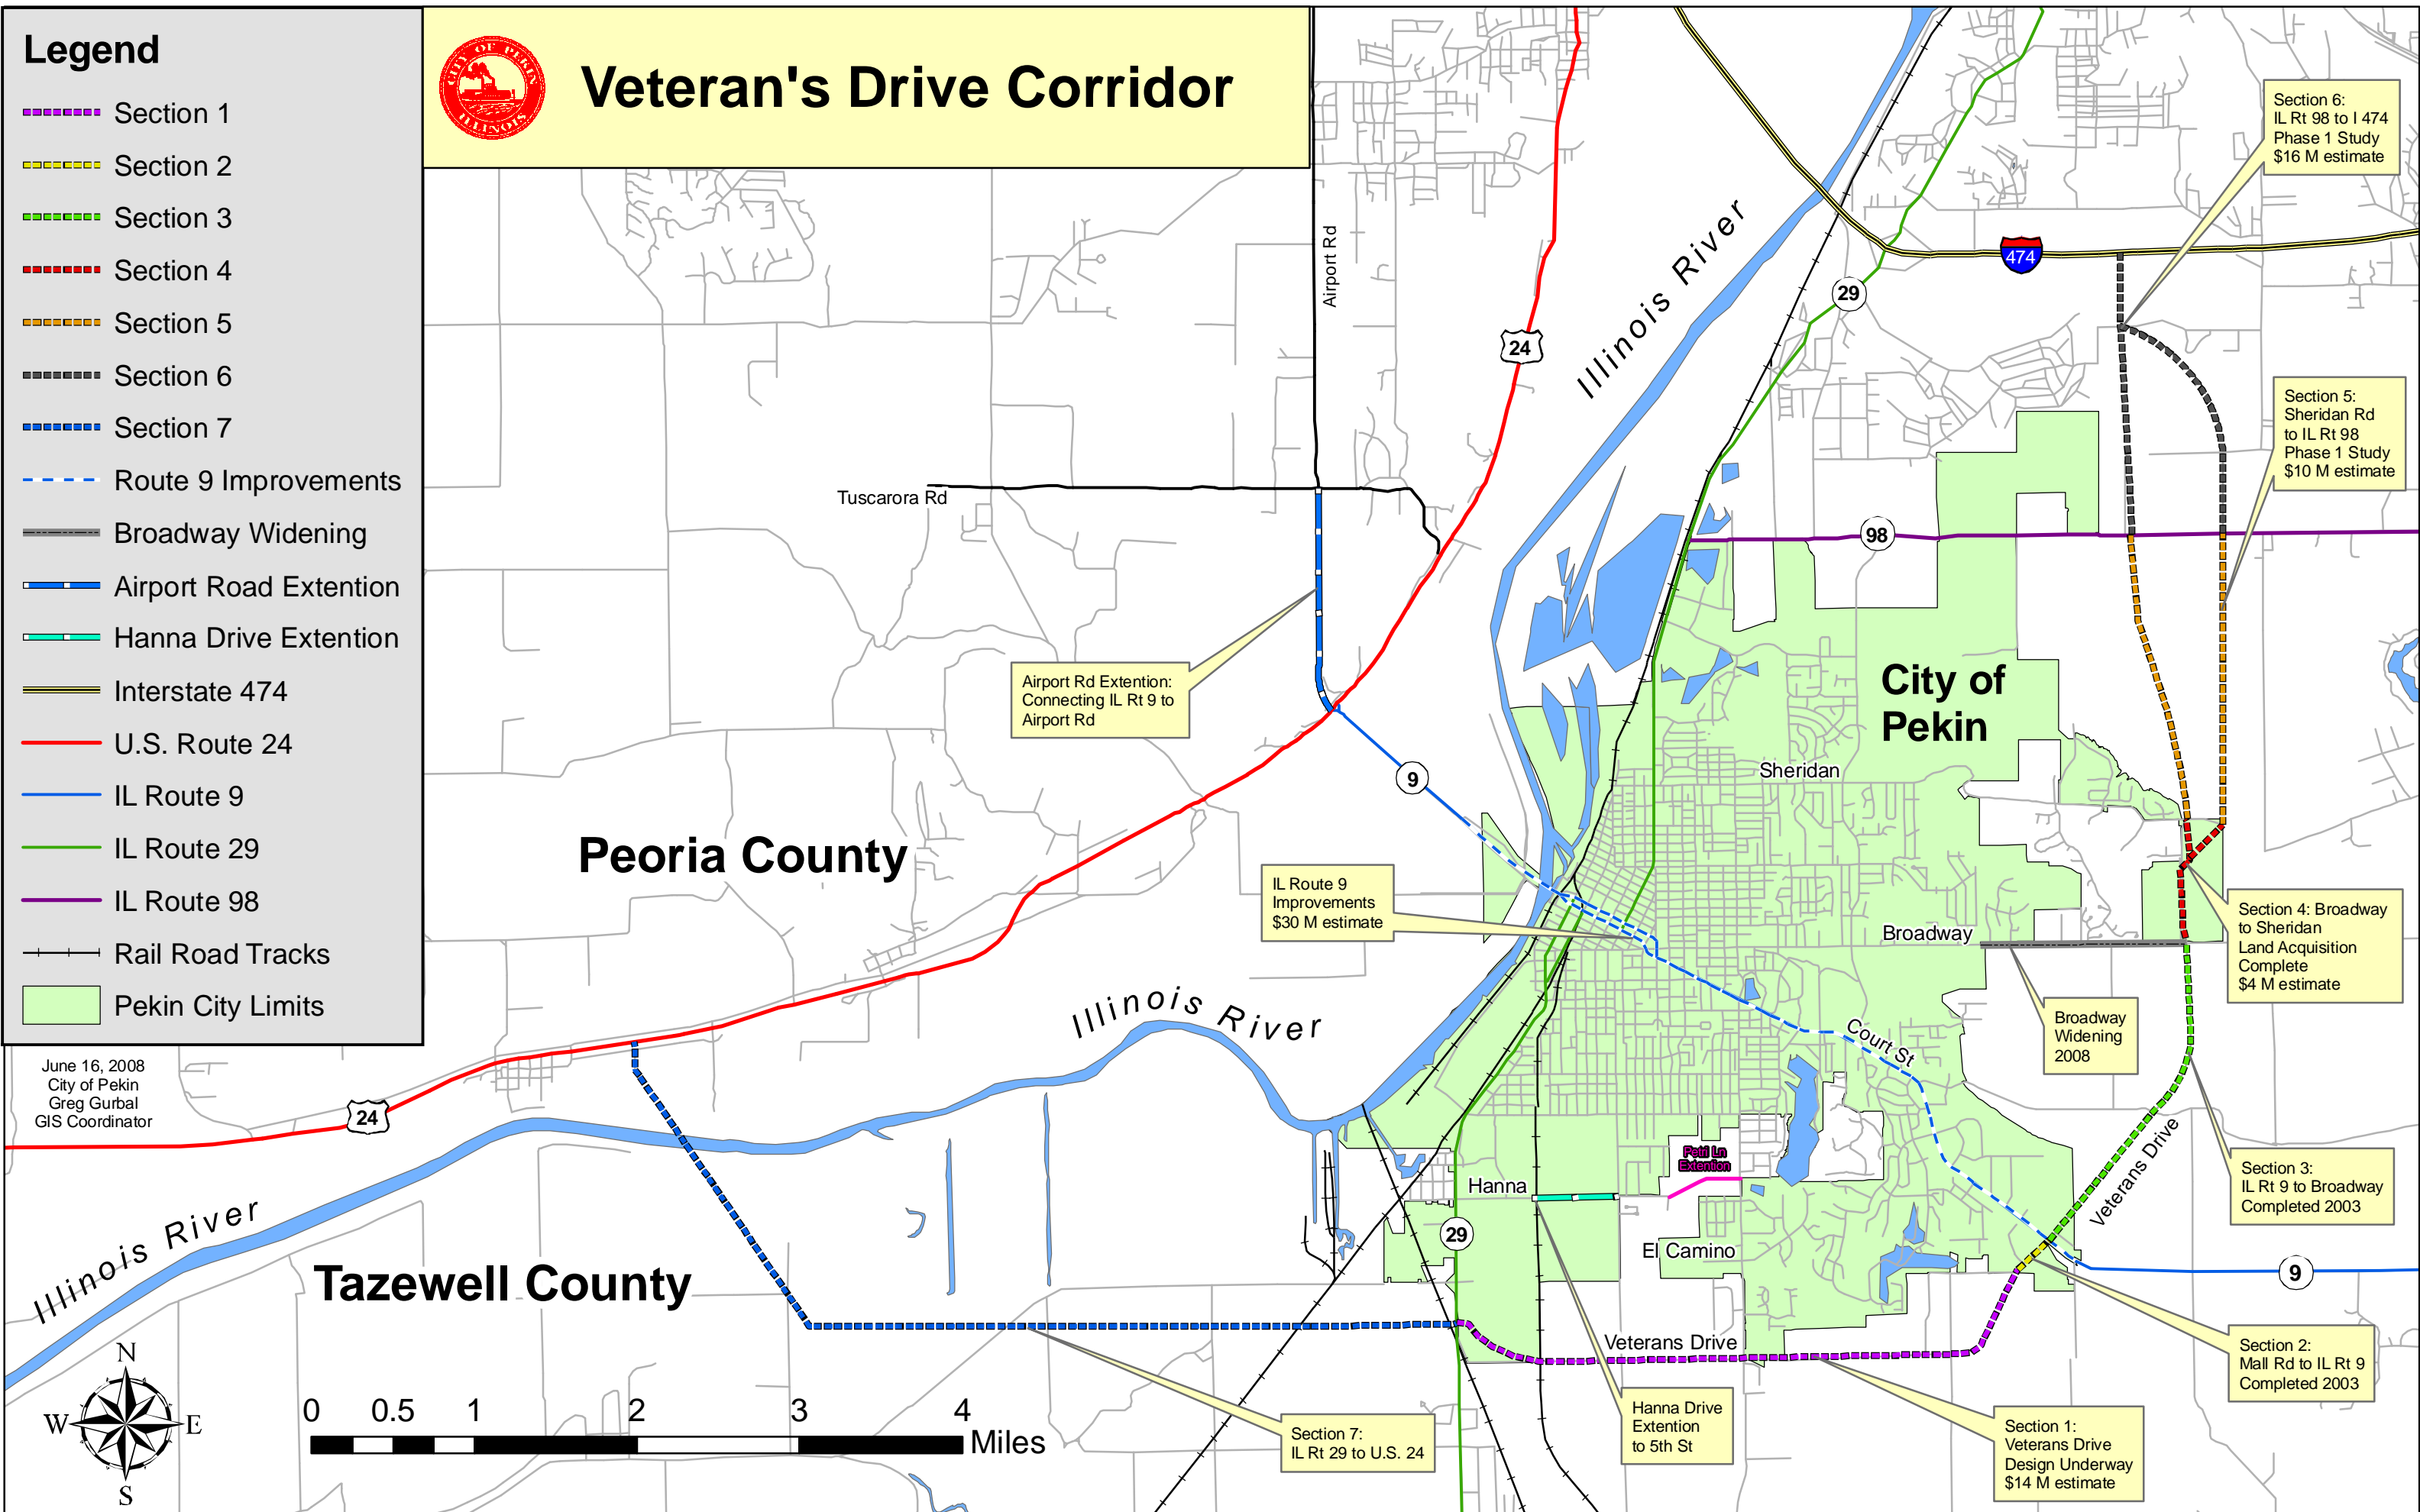 Legend
Section 1
Section 2
Section 3
Section 4
Section 5
Section 6
Section 7
Route 9 Improvements
Broadway Widening
Airport Road Extention
Hanna Drive Extention
Interstate 474
U.S. Route 24
IL Route 9
IL Route 29
IL Route 98
Rail Road Tracks
Pekin City Limits
June 16, 2008
City of Pekin
Greg Gurbal
GIS Coordinator
CITY OF PEKIN
ILLINOIS
Veteran's Drive Corridor
Airport Rd
24
Illinois River
29
474
Section 6:
IL Rt 98 to I 474
Phase 1 Study
$16 M estimate
Section 5:
Sheridan Rd
to IL Rt 98
Phase 1 Study
$10 M estimate
Tuscarora Rd
98
Airport Rd Extention:
Connecting IL Rt 9 to
Airport Rd
City of
Pekin
9
Sheridan
Peoria County
IL Route 9
Improvements
$30 M estimate
Broadway
Section 4: Broadway
to Sheridan
Land Acquisition
Complete
$4 M estimate
Illinois River
Broadway
Widening
2008
Court St
24
Petri Ln
Extention
Hanna
Veterans Drive
Section 3:
IL Rt 9 to Broadway
Completed 2003
29
El Camino
9
Illinois River
Tazewell County
Veterans Drive
Section 2:
Mall Rd to IL Rt 9
Completed 2003
N
W
E
S
0 0.5 1 2 3 4
Miles
Section 7:
IL Rt 29 to U.S. 24
Hanna Drive
Extention
to 5th St
Section 1:
Veterans Drive
Design Underway
$14 M estimate